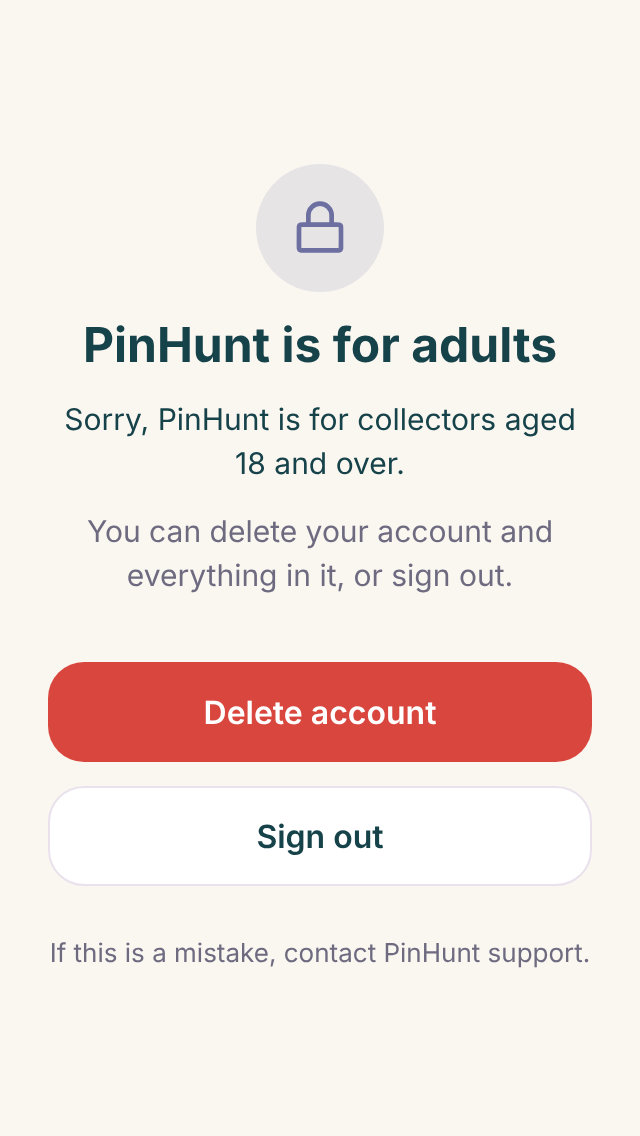 PinHunt is for adults
Sorry, PinHunt is for collectors aged
18 and over.
You can delete your account and
everything in it, or sign out.
Delete account
Sign out
If this is a mistake, contact PinHunt support.